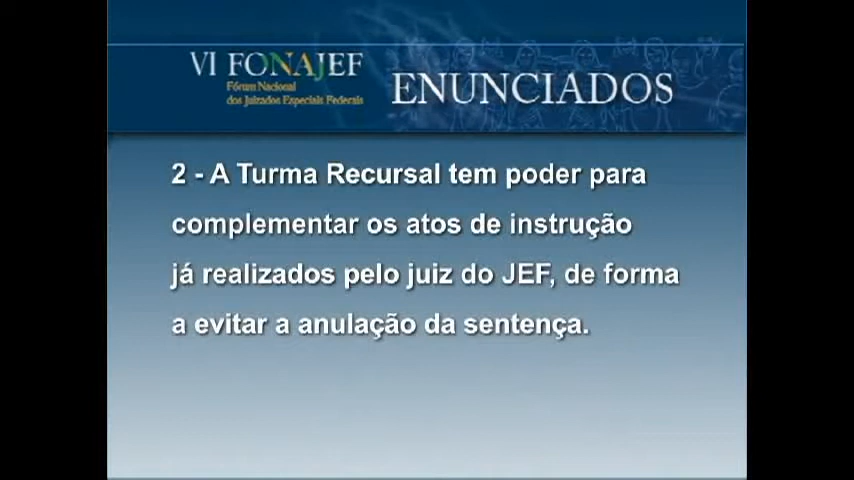 VI FONAJEF
Fórum Nacional
dos Juizados Especiais Federais
ENUNCIADOS
2 - A Turma Recursal tem poder para
complementar os atos de instrução
já realizados pelo juiz do JEF, de forma
a evitar a anulação da sentença.